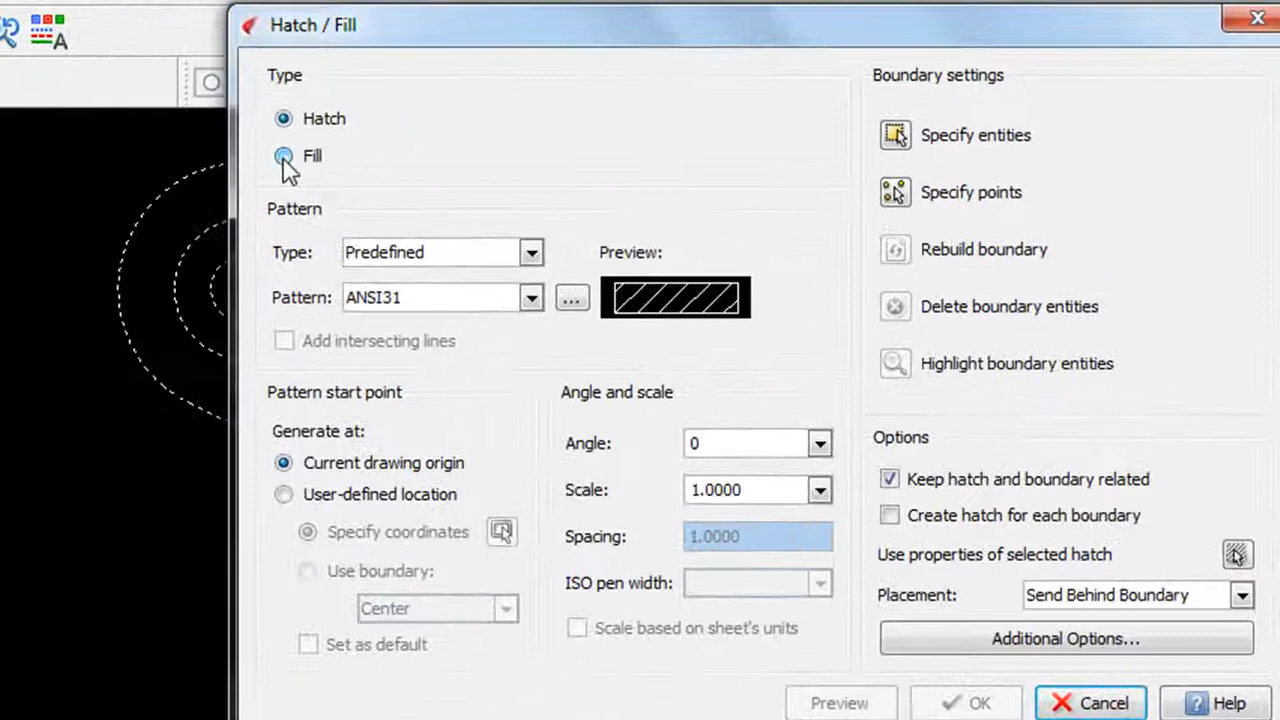 A
Hatch / Fill
Type
Hatch
Fill
Pattern
Type: Predefined
Preview:
Pattern: ANSI31
...
Add intersecting lines
Pattern start point
Generate at:
Current drawing origin
User-defined location
Specify coordinates
Use boundary:
Center
Set as default
Angle and scale
Angle: 0
Scale: 1.0000
Spacing: 1.0000
ISO pen width:
Scale based on sheet's units
Boundary settings
Specify entities
Specify points
Rebuild boundary
Delete boundary entities
Highlight boundary entities
Options
Keep hatch and boundary related
Create hatch for each boundary
Use properties of selected hatch
Placement: Send Behind Boundary
Additional Options...
Preview
OK
Cancel
Help